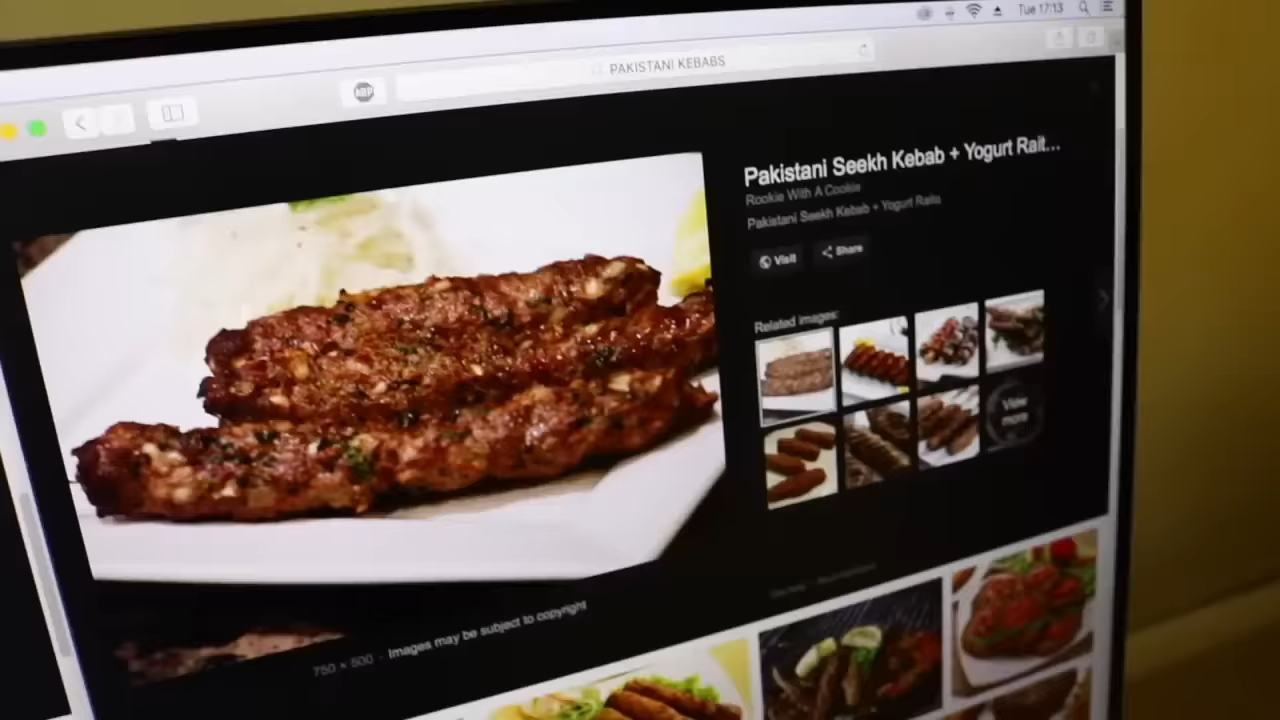 Tue 17:13
PAKISTANI KEBABS
ABP
Pakistani Seekh Kebab + Yogurt Rait...
Rookie With A Cookie
Pakistani Seekh Kebab + Yogurt Raita
Visit
Share
Related images:
View
more
750 × 500 - Images may be subject to copyright